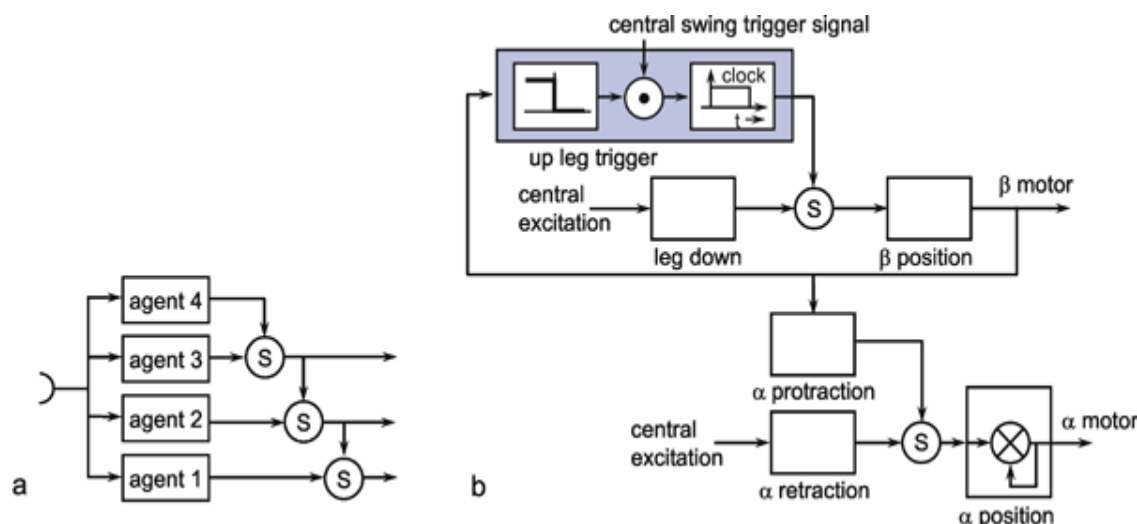 central swing trigger signal
clock
t
up leg trigger
central
excitation
S
β motor
leg down
β position
agent 4
agent 3
S
agent 2
S
agent 1
S
a
α protraction
central
excitation
S
α motor
α retraction
α position
b